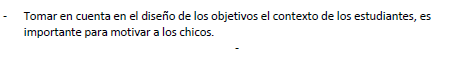 - Tomar en cuenta en el diseño de los objetivos el contexto de los estudiantes, es
importante para motivar a los chicos.
-